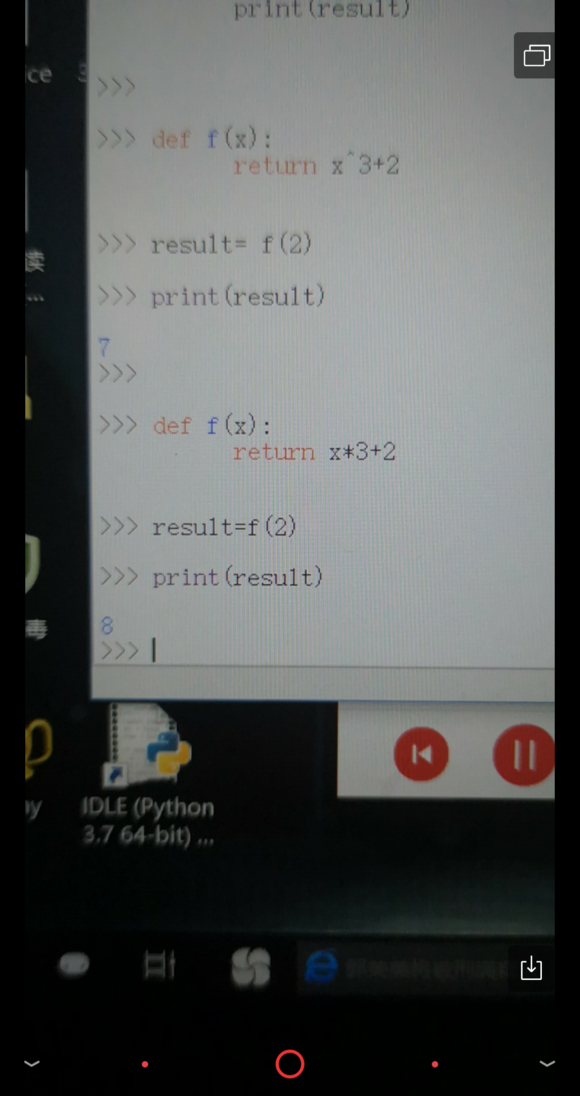 print(result)
ce 3
>>>
>>> def f(x):
return x^3+2
读
...
>>> result= f(2)
>>> print(result)
7
>>>
>>> def f(x):
return x*3+2
>>> result=f(2)
>>> print(result)
毒
8
>>>
y
IDLE (Python
3.7 64-bit) ...